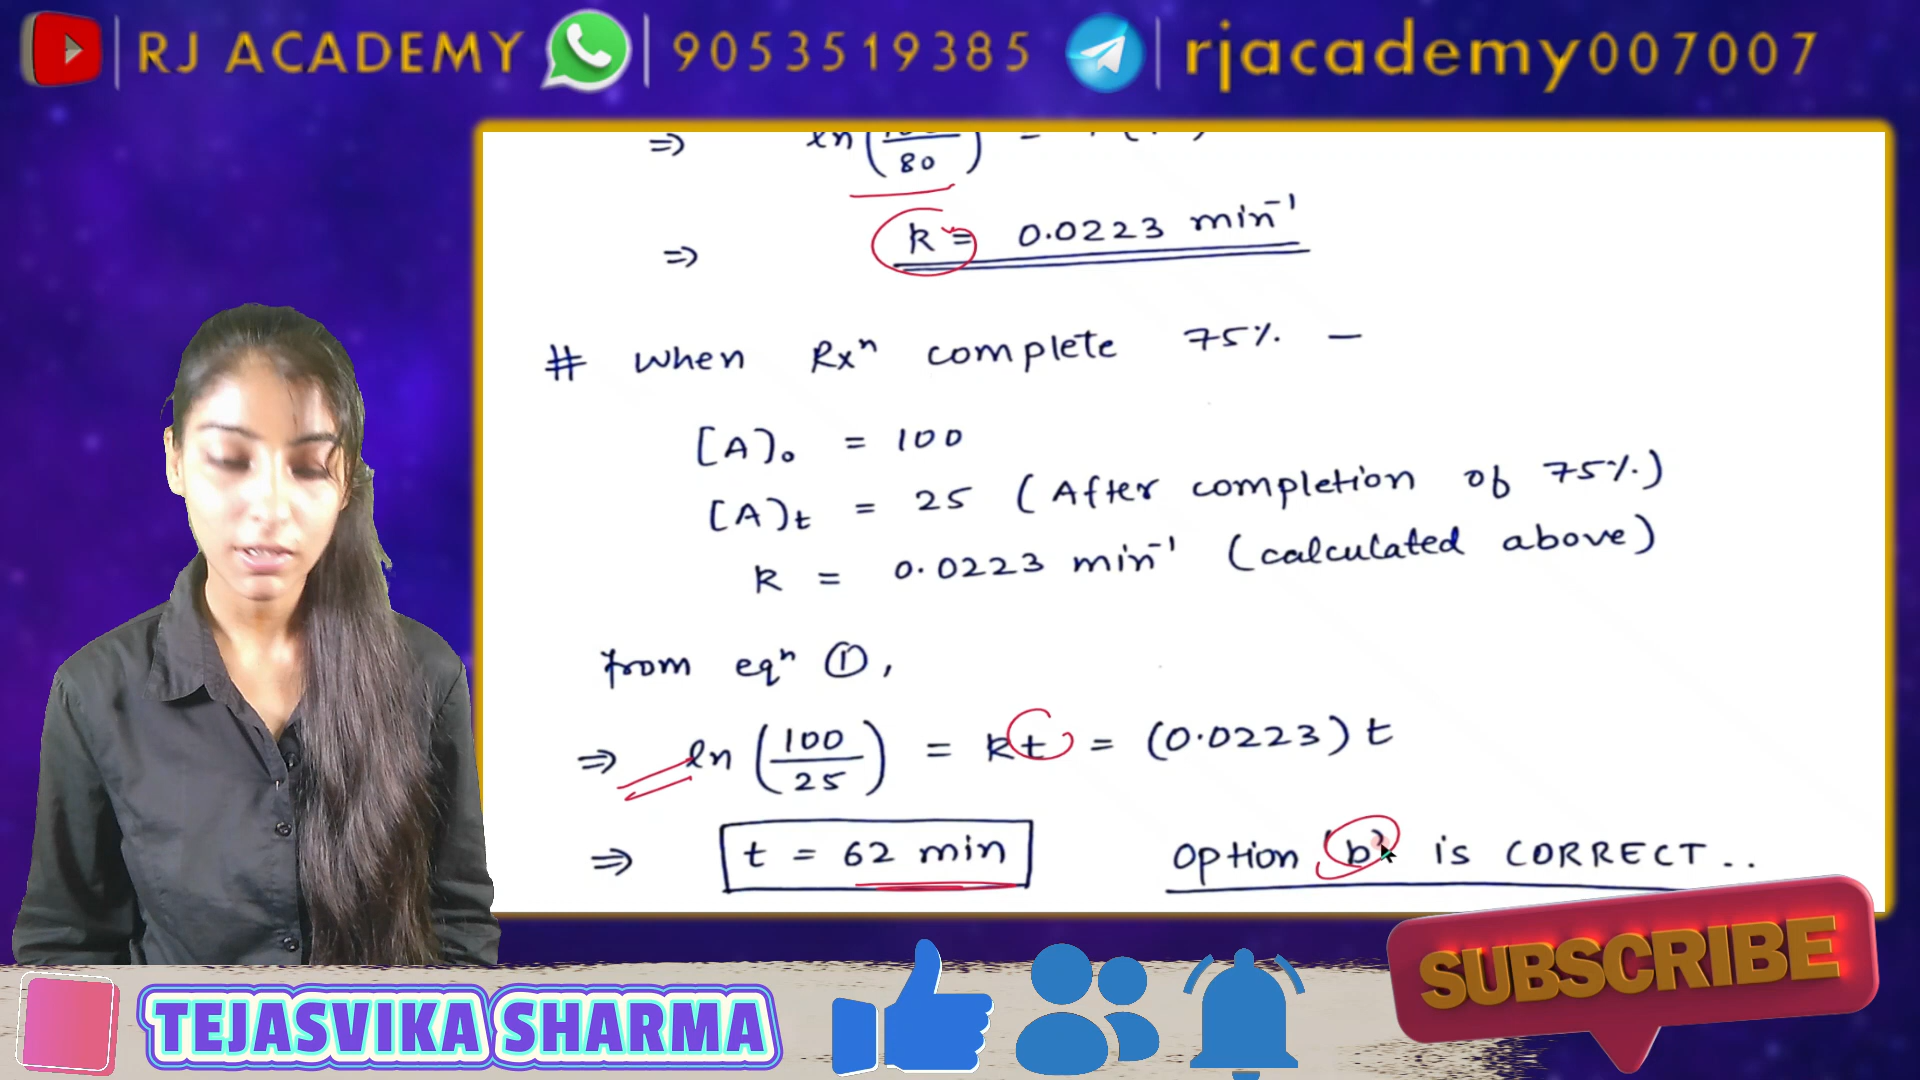 RJ ACADEMY 9053519385 rjacademy007007
=> ln(100/80) =
=> k = 0.0223 min⁻¹
# When Rxⁿ complete 75% —
[A]₀ = 100
[A]t = 25 (After completion of 75%)
k = 0.0223 min⁻¹ (calculated above)
from eqⁿ ①,
=> ln(100/25) = kt = (0.0223)t
=> t = 62 min Option 'b' is CORRECT..
SUBSCRIBE
TEJASVIKA SHARMA